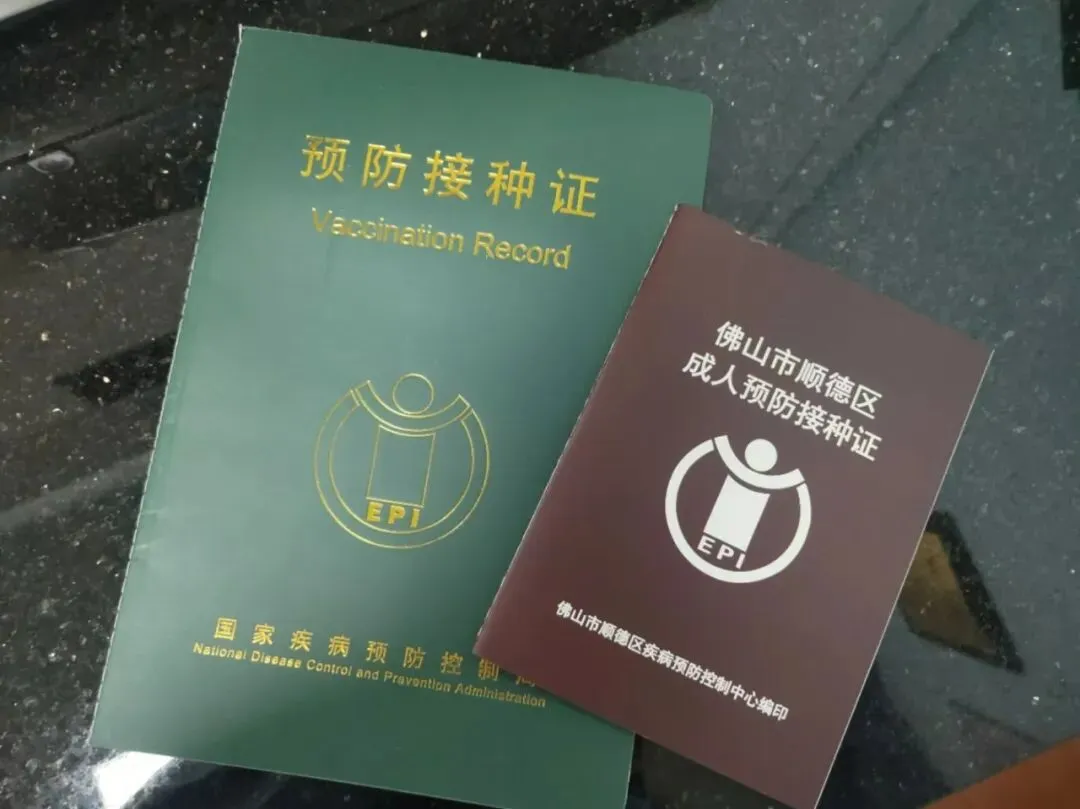 预防接种证
Vaccination Record
EPI
国家疾病预防控制局
National Disease Control and Pravention Administration
佛山市顺德区
成人预防接种证
EPI
佛山市顺德区疾病预防控制中心编印